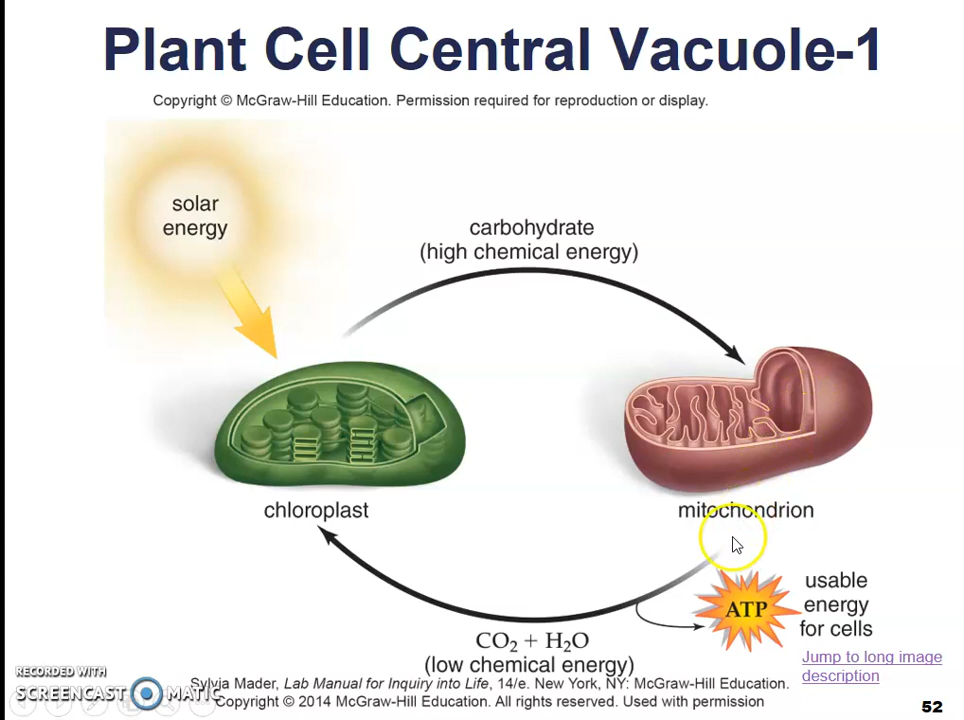 Plant Cell Central Vacuole-1
Copyright © McGraw-Hill Education. Permission required for reproduction or display.
solar
energy
carbohydrate
(high chemical energy)
chloroplast
mitochondrion
ATP
usable
energy
for cells
CO₂ + H₂O
(low chemical energy)
Jump to long image
description
RECORDED WITH
SCREENCAST MATIC
Sylvia Mader, Lab Manual for Inquiry into Life, 14/e. New York, NY: McGraw-Hill Education.
Copyright © 2014 McGraw-Hill Education. All rights reserved. Used with permission
52